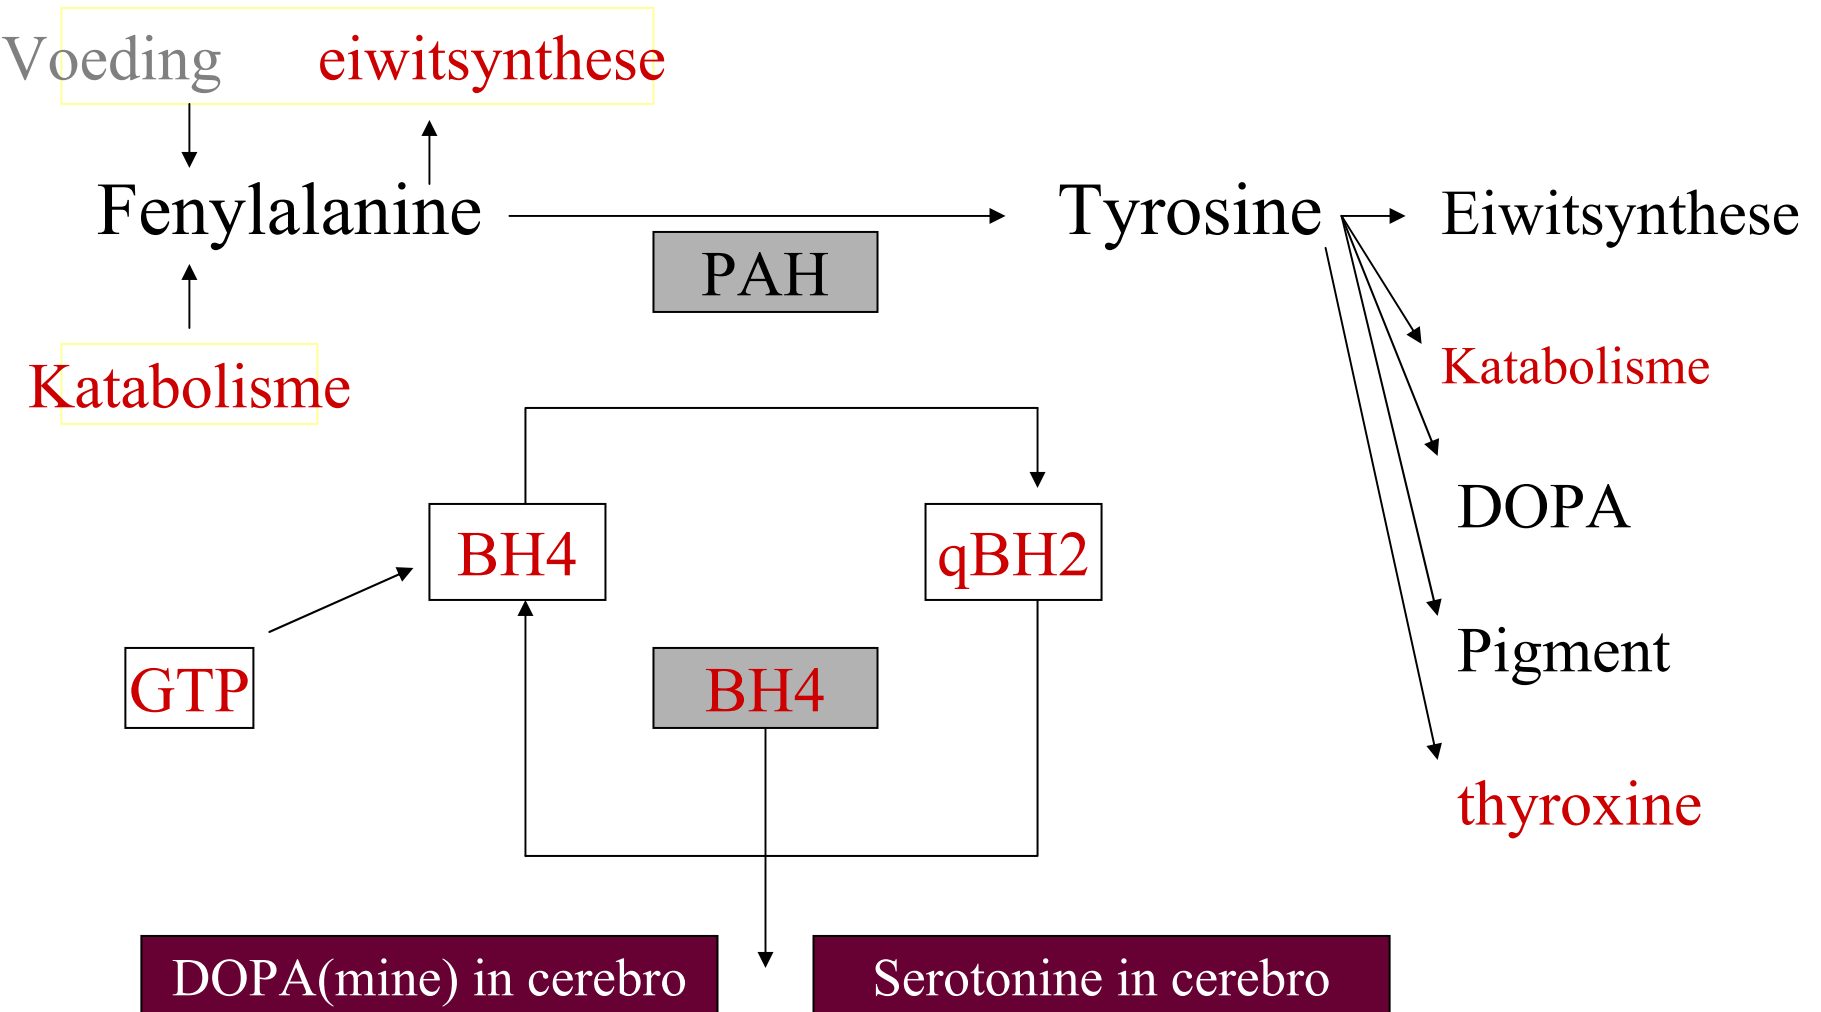 Voeding eiwitsynthese
Fenylalanine
Tyrosine
Eiwitsynthese
PAH
Katabolisme
Katabolisme
DOPA
BH4
qBH2
Pigment
GTP
BH4
thyroxine
DOPA(mine) in cerebro
Serotonine in cerebro